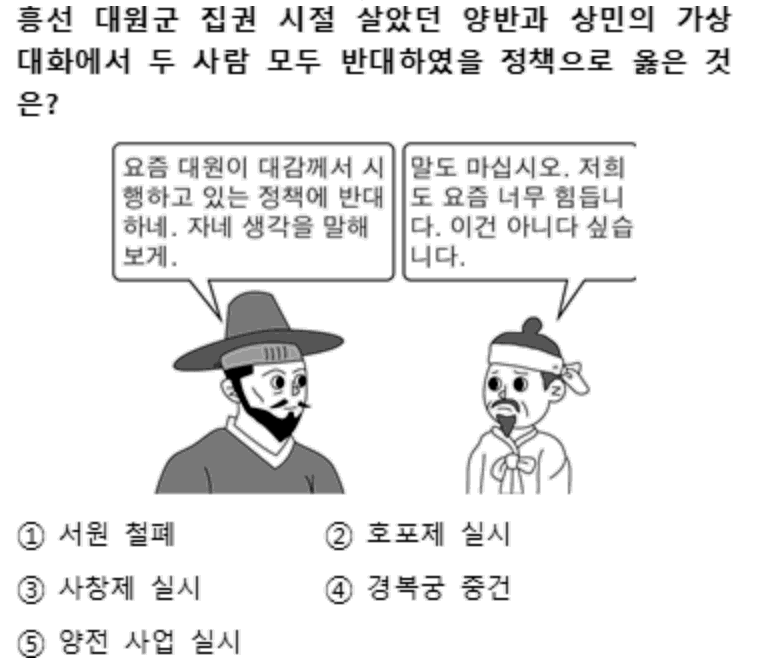 흥선 대원군 집권 시절 살았던 양반과 상민의 가상
대화에서 두 사람 모두 반대하였을 정책으로 옳은 것
은?
요즘 대원이 대감께서 시
행하고 있는 정책에 반대
하네. 자네 생각을 말해
보게.
말도 마십시오. 저희
도 요즘 너무 힘듭니
다. 이건 아니다 싶습
니다.
① 서원 철폐
② 호포제 실시
③ 사창제 실시
④ 경복궁 중건
⑤ 양전 사업 실시